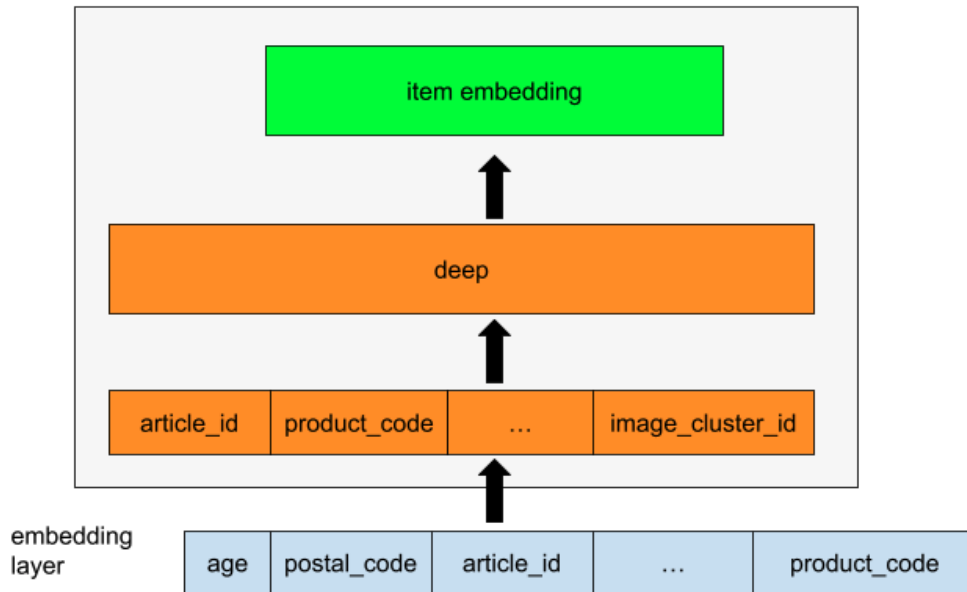 item embedding
deep
article_id product_code … image_cluster_id
embedding
layer
age postal_code article_id … product_code